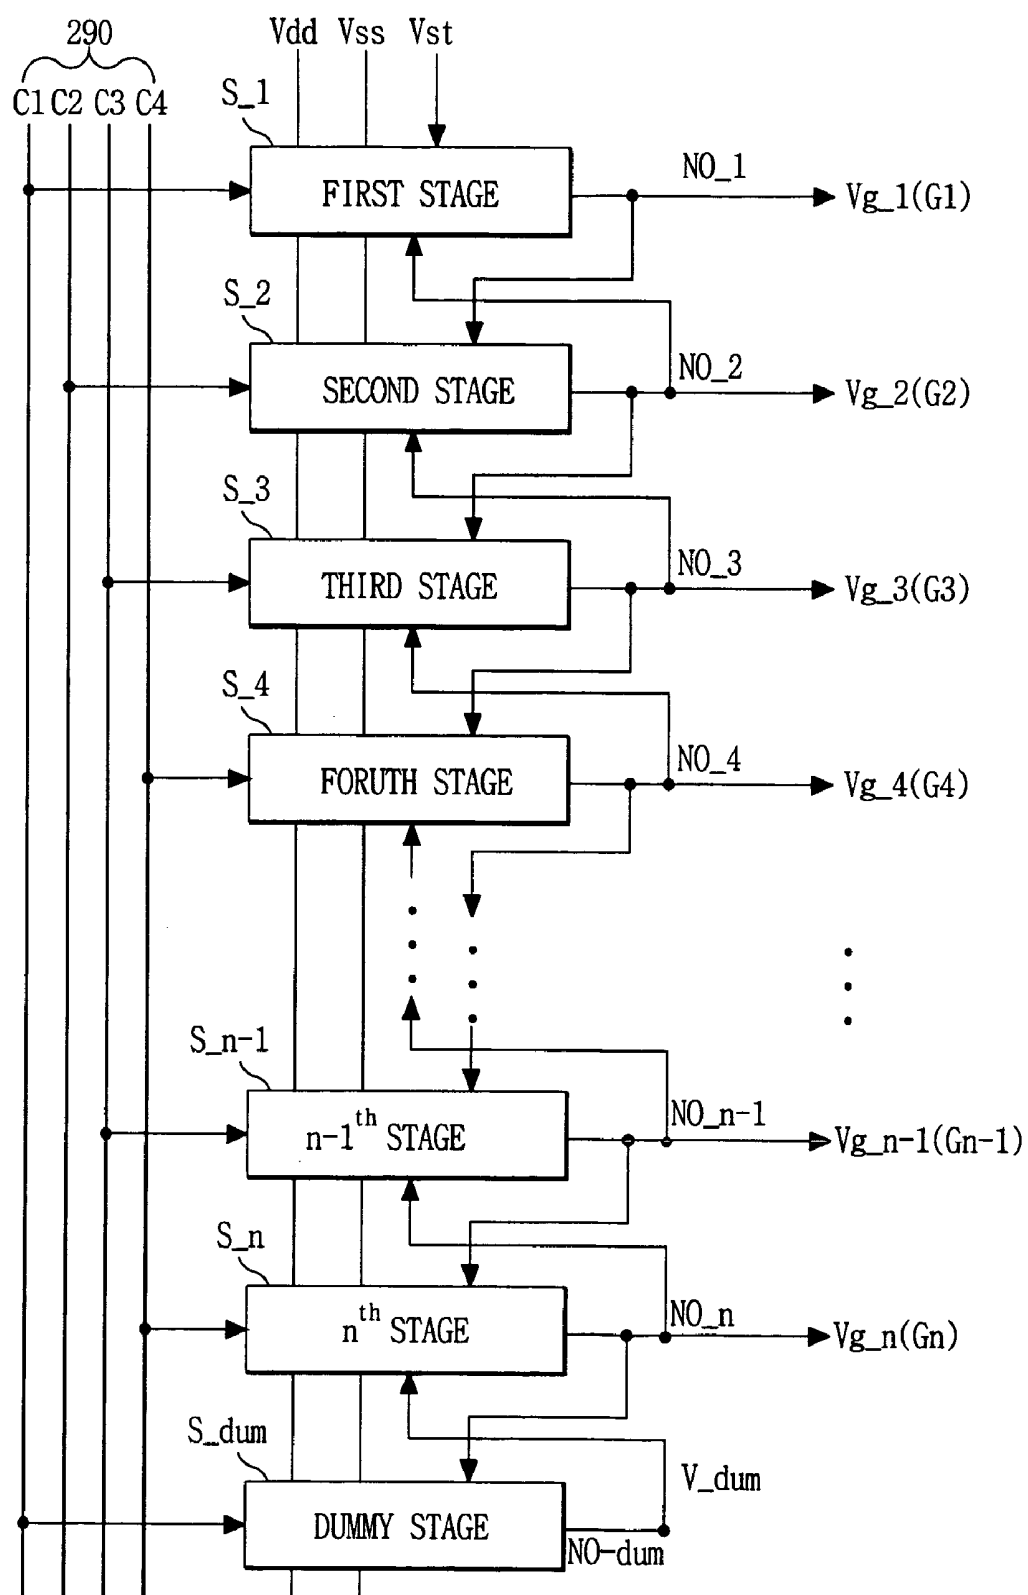 290
Vdd Vss Vst
C1 C2 C3 C4
S_1
FIRST STAGE
NO_1
Vg_1(G1)
S_2
SECOND STAGE
NO_2
Vg_2(G2)
S_3
THIRD STAGE
NO_3
Vg_3(G3)
S_4
FORUTH STAGE
NO_4
Vg_4(G4)
S_n-1
n-1th STAGE
NO_n-1
Vg_n-1(Gn-1)
S_n
nth STAGE
NO_n
Vg_n(Gn)
S_dum
DUMMY STAGE
V_dum
NO-dum